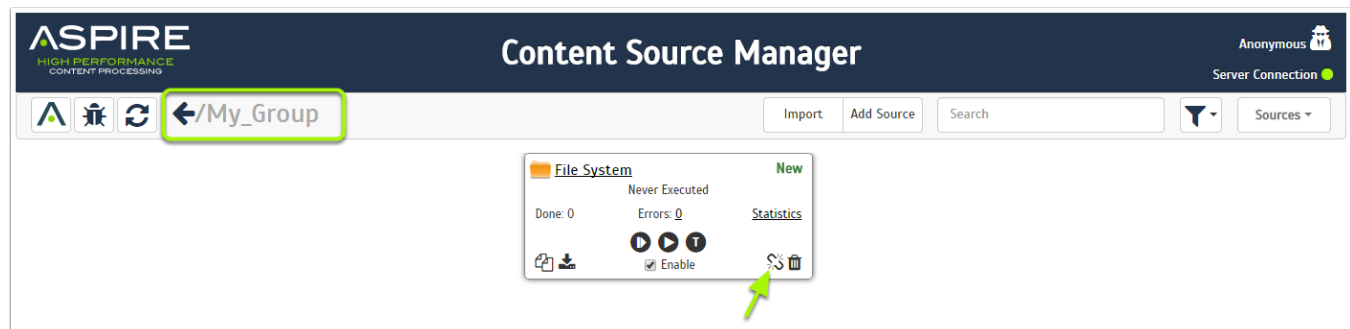 ASPIRE
HIGH PERFORMANCE
CONTENT PROCESSING
Content Source Manager
Anonymous
Server Connection
/My_Group
Import
Add Source
Search
Sources
File System
New
Never Executed
Done: 0
Errors: 0
Statistics
T
Enable